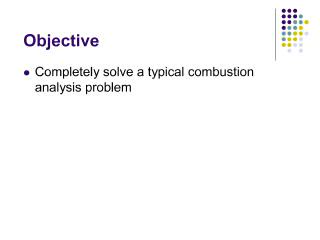 Objective
Completely solve a typical combustion
analysis problem